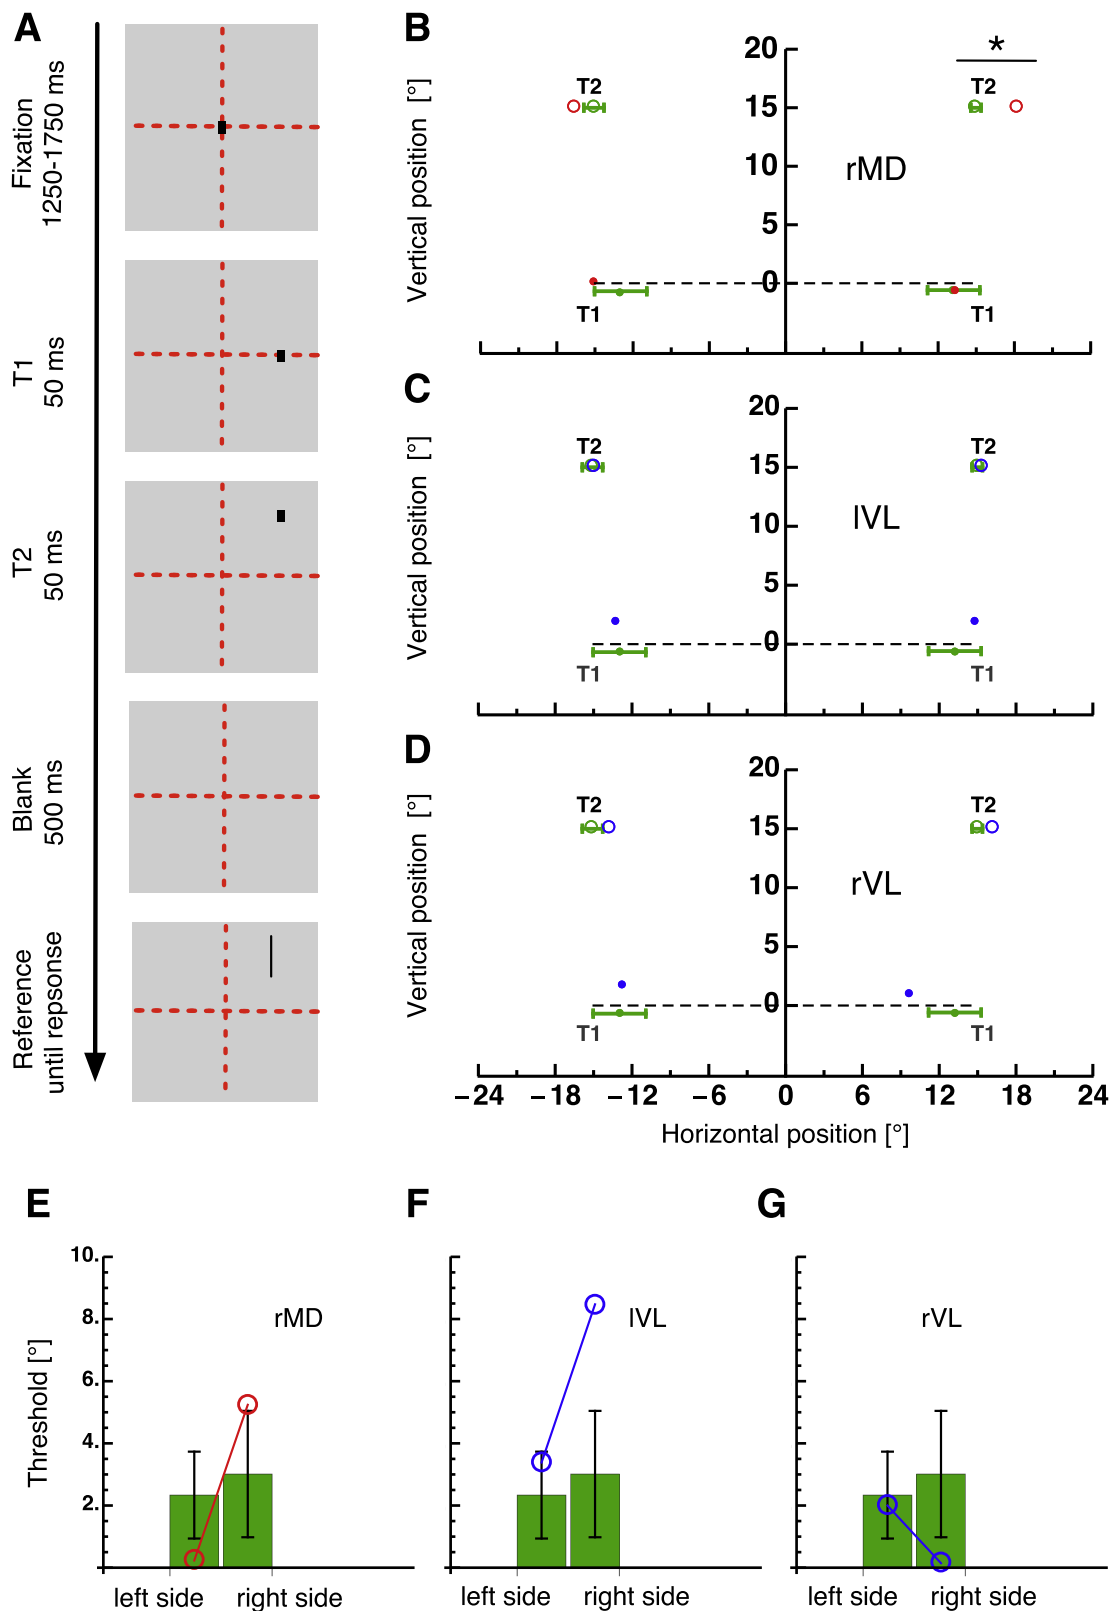 A
Fixation
1250-1750 ms
T1
50 ms
T2
50 ms
Blank
500 ms
Reference
until repsonse
B
Vertical position [°]
20
15
10
5
0
T2
T2
*
rMD
T1
T1
C
Vertical position [°]
20
15
10
5
0
T2
T2
lVL
T1
T1
D
Vertical position [°]
20
15
10
5
0
T2
T2
rVL
T1
T1
−24 −18 −12 −6 0 6 12 18 24
Horizontal position [°]
E
Threshold [°]
10.
8.
6.
4.
2.
rMD
left side right side
F
lVL
left side right side
G
rVL
left side right side